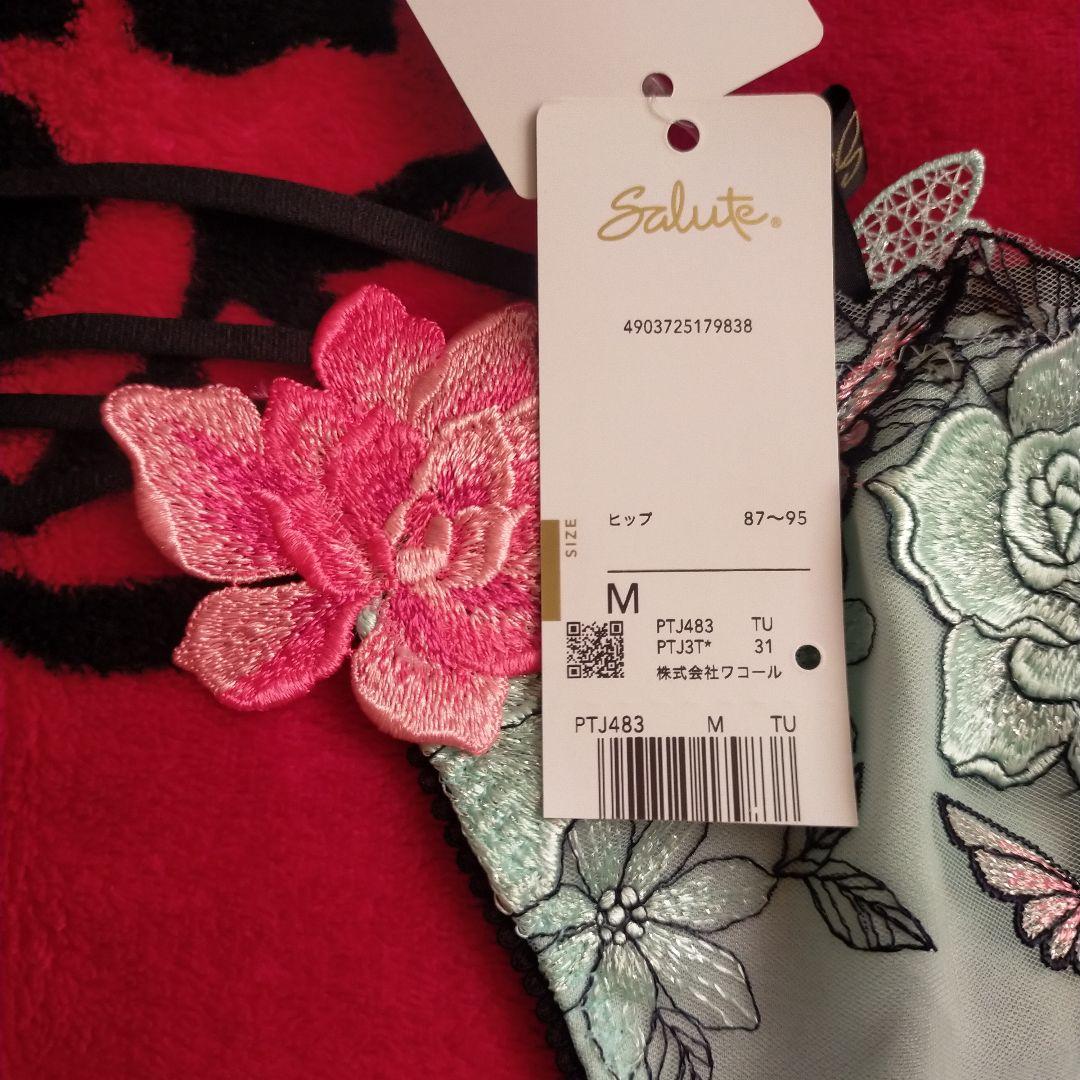 Salute®
4903725179838
SIZE
ヒップ 87～95
M
PTJ483 TU
PTJ3T* 31
株式会社ワコール
PTJ483 M TU